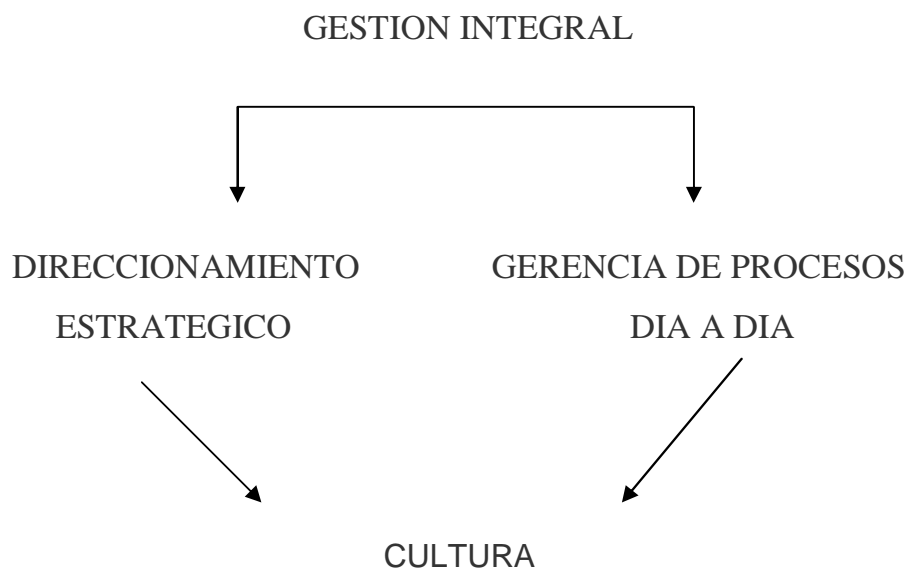 GESTION INTEGRAL
DIRECCIONAMIENTO
ESTRATEGICO
GERENCIA DE PROCESOS
DIA A DIA
CULTURA